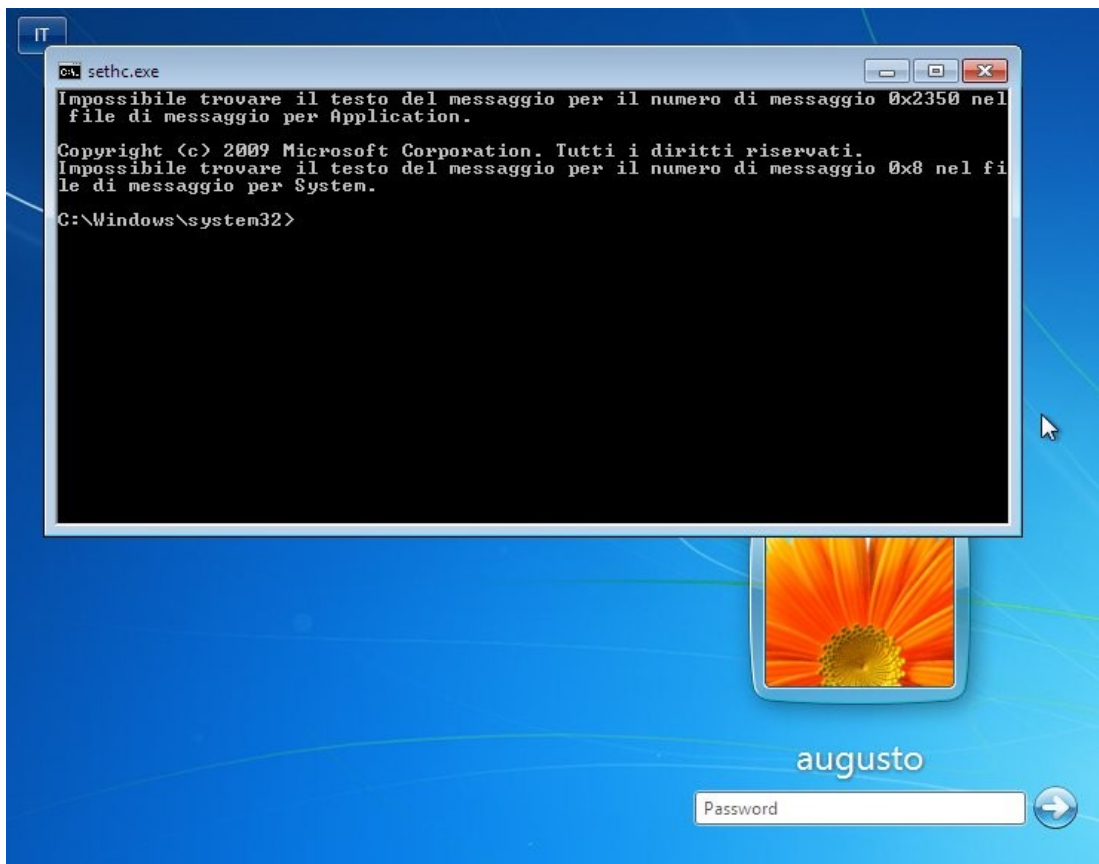 IT
sethc.exe
Impossibile trovare il testo del messaggio per il numero di messaggio 0x2350 nel
file di messaggio per Application.
Copyright (c) 2009 Microsoft Corporation. Tutti i diritti riservati.
Impossibile trovare il testo del messaggio per il numero di messaggio 0x8 nel fi
le di messaggio per System.
C:\Windows\system32>
augusto
Password